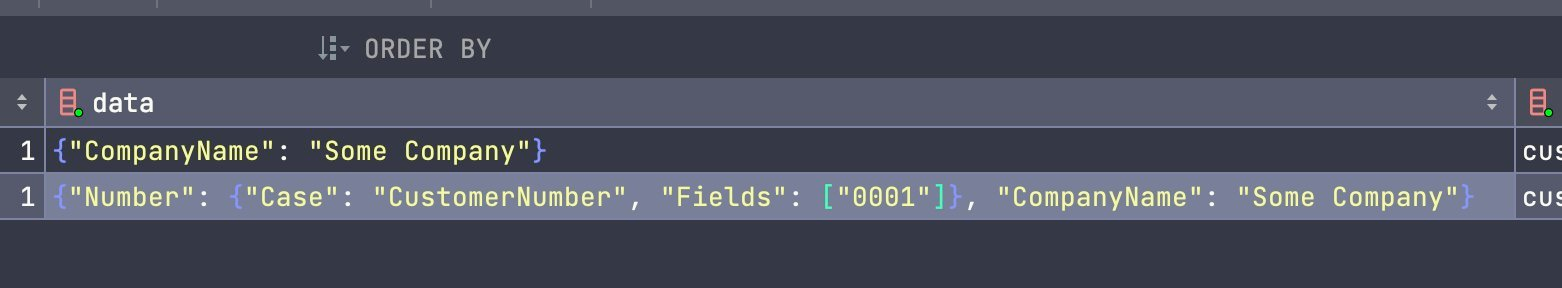 ORDER BY
data
1 {"CompanyName": "Some Company"} cus
1 {"Number": {"Case": "CustomerNumber", "Fields": ["0001"]}, "CompanyName": "Some Company"} cus